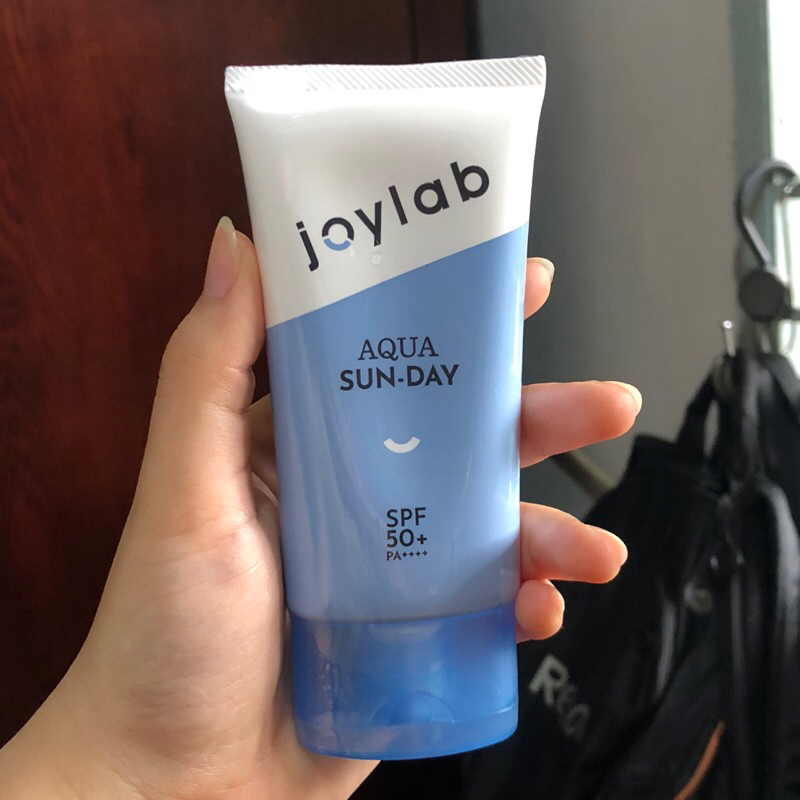 joylab
AQUA
SUN-DAY
SPF
50+
PA++++